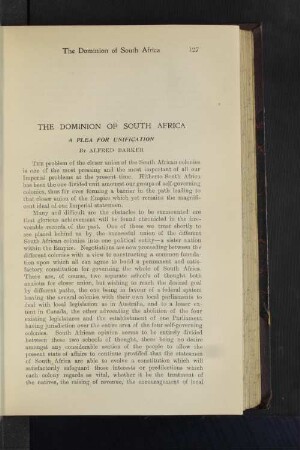 The Dominion of South Africa 127
THE DOMINION OF SOUTH AFRICA
A PLEA FOR UNIFICATION
By ALFRED BARKER
THE problem of the closer union of the South African colonies
is one of the most pressing and the most important of all our
Imperial problems at the present time. Hitherto South Africa
has been the one divided unit amongst our groups of self-governing
colonies, thus far ever forming a barrier to the path leading to
that closer union of the Empire which yet remains the magnifi-
cent ideal of our Imperial statesmen.
Many and difficult are the obstacles to be surmounted ere
that glorious achievement will be found inscribed in the irre-
vocable records of the past. One of these we trust shortly to
see placed behind us by the successful union of the different
South African colonies into one political entity—a sister nation
within the Empire. Negotiations are now proceeding between the
different colonies with a view to constructing a common founda-
tion upon which all can agree to build a permanent and satis-
factory constitution for governing the whole of South Africa.
There are, of course, two separate schools of thought both
anxious for closer union, but wishing to reach the desired goal
by different paths, the one being in favour of a federal system
leaving the several colonies with their own local parliaments to
deal with local legislation as in Australia, and to a lesser ex-
tent in Canada, the other advocating the abolition of the four
existing legislatures and the establishment of one Parliament
having jurisdiction over the entire area of the four self-governing
colonies. South African opinion seems to be entirely divided
between these two schools of thought, there being no desire
amongst any considerable section of the people to allow the
present state of affairs to continue provided that the statesmen
of South Africa are able to evolve a constitution which will
satisfactorily guard those interests or predilections which
each colony regards as vital, whether it be the treatment of
the natives, the raising of revenue, the encouragement of local